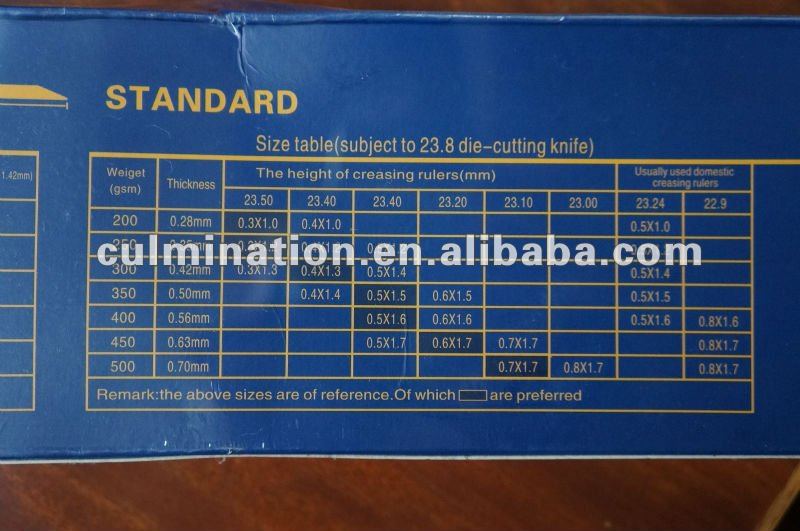 STANDARD
Size table(subject to 23.8 die-cutting knife)
1.42mm)
Weiget (gsm) Thickness The height of creasing rulers(mm) Usually used domestic creasing rulers
23.50 23.40 23.40 23.20 23.10 23.00 23.24 22.9
200 0.28mm 0.3X1.0 0.4X1.0 0.5X1.0
250
culmination.en.alibaba.com
300 0.42mm 0.3X1.3 0.4X1.3 0.5X1.4 0.5X1.4
350 0.50mm 0.4X1.4 0.5X1.5 0.6X1.5 0.5X1.5
400 0.56mm 0.5X1.6 0.6X1.6 0.5X1.6 0.8X1.6
450 0.63mm 0.5X1.7 0.6X1.7 0.7X1.7 0.8X1.7
500 0.70mm 0.7X1.7 0.8X1.7 0.8X1.7
Remark:the above sizes are of reference.Of which are preferred